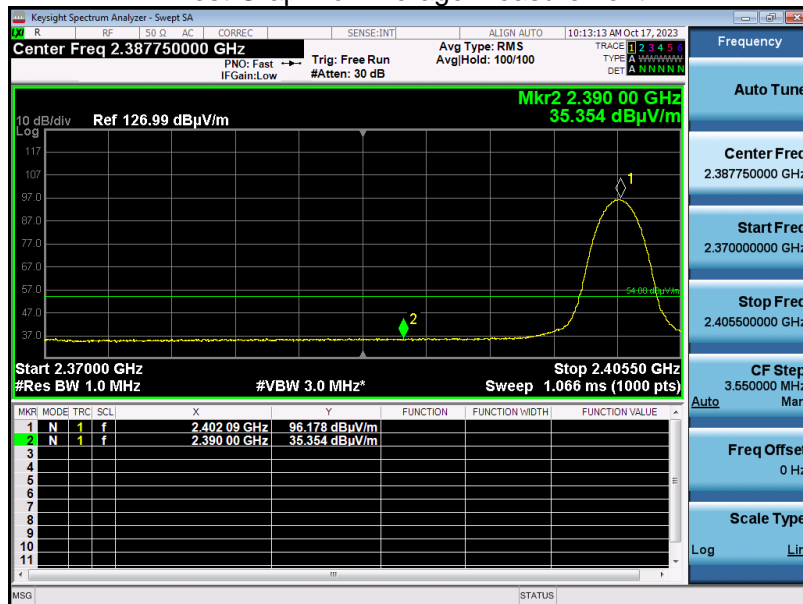 Keysight Spectrum Analyzer - Swept SA
LXI R RF 50 Ω AC CORREC SENSE:INT ALIGN AUTO 10:13:13 AM Oct 17, 2023
Center Freq 2.387750000 GHz
PNO: Fast
IFGain:Low
Trig: Free Run
#Atten: 30 dB
Avg Type: RMS
Avg|Hold: 100/100
TRACE 1 2 3 4 5 6
TYPE A WWWWW
DET A N N N N N
Mkr2 2.390 00 GHz
35.354 dBµV/m
10 dB/div Ref 126.99 dBµV/m
Log
117
107
97.0
87.0
77.0
67.0
57.0
47.0
37.0
1
2
54.00 dBµV/m
Start 2.37000 GHz Stop 2.40550 GHz
#Res BW 1.0 MHz #VBW 3.0 MHz* Sweep 1.066 ms (1000 pts)
MKR MODE TRC SCL X Y FUNCTION FUNCTION WIDTH FUNCTION VALUE
1 N 1 f 2.402 09 GHz 96.178 dBµV/m
2 N 1 f 2.390 00 GHz 35.354 dBµV/m
3
4
5
6
7
8
9
10
11
MSG STATUS
Frequency
Auto Tune
Center Freq
2.387750000 GHz
Start Freq
2.370000000 GHz
Stop Freq
2.405500000 GHz
CF Step
3.550000 MHz
Auto Man
Freq Offset
0 Hz
Scale Type
Log Lin